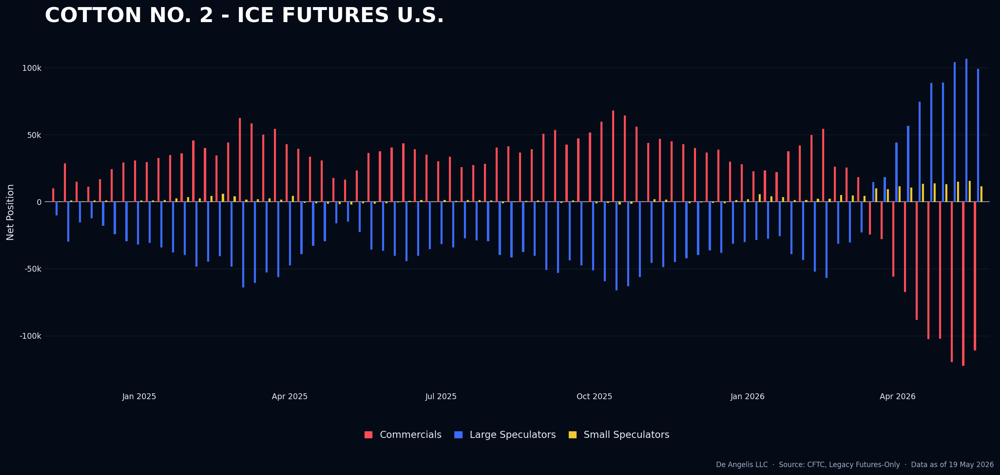 COTTON NO. 2 - ICE FUTURES U.S.
Net Position
100k
50k
0
-50k
-100k
Jan 2025 Apr 2025 Jul 2025 Oct 2025 Jan 2026 Apr 2026
Commercials Large Speculators Small Speculators
De Angelis LLC · Source: CFTC, Legacy Futures-Only · Data as of 19 May 2026